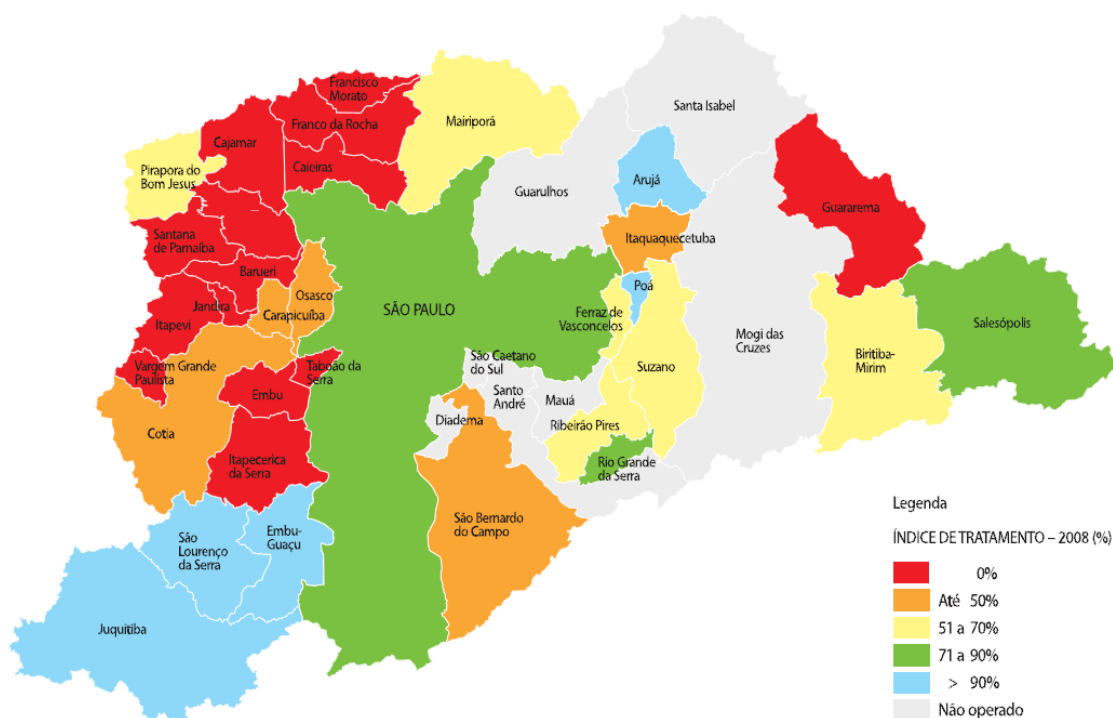 Francisco
Morato
Franco da Rocha
Mairiporá
Santa Isabel
Cajamar
Caieiras
Pirapora do
Bom Jesus
Guarulhos
Arujá
Guararema
Santana
de Parnaíba
Itaquaquecetuba
Barueri
Poá
Jandira
Osasco
Carapicuíba
SÃO PAULO
Ferraz de
Vasconcelos
Itapevi
Mogi das
Cruzes
Salesópolis
Vargem Grande
Paulista
Taboão da
Serra
São Caetano
do Sul
Suzano
Biritiba-
Mirim
Embu
Santo
André
Mauá
Cotia
Diadema
Ribeirão Pires
Itapecerica
da Serra
Rio Grande
da Serra
São Bernardo
do Campo
São
Lourenço
da Serra
Embu-
Guaçu
Juquitiba
Legenda
ÍNDICE DE TRATAMENTO – 2008 (%)
0%
Até 50%
51 a 70%
71 a 90%
> 90%
Não operado